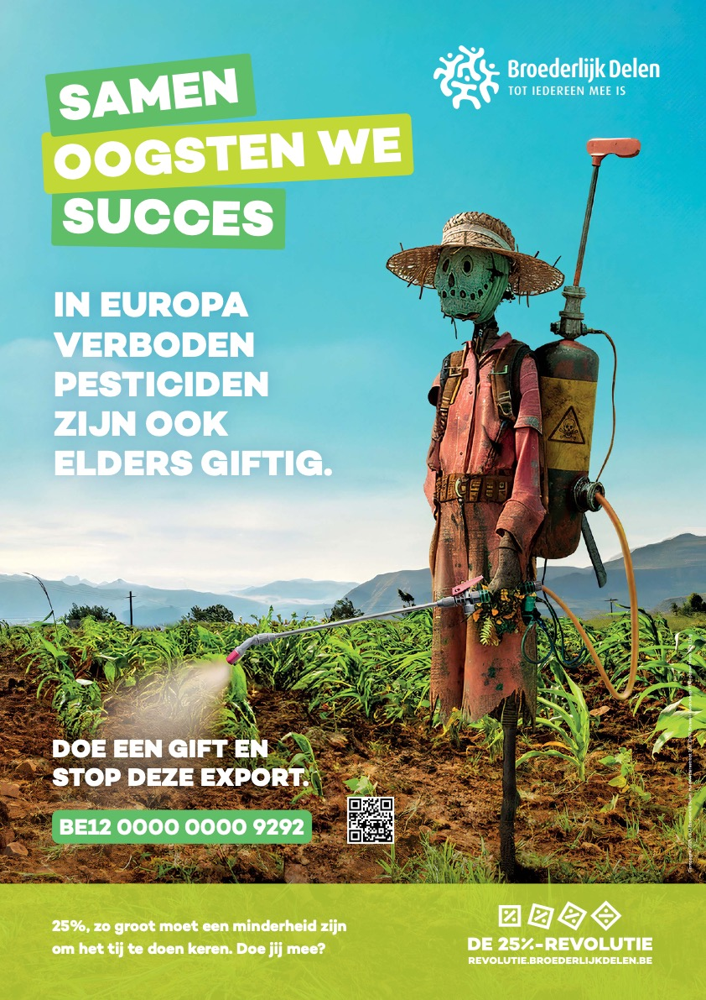 SAMEN
OOGSTEN WE
SUCCES
Broederlijk Delen
TOT IEDEREEN MEE IS
IN EUROPA
VERBODEN
PESTICIDEN
ZIJN OOK
ELDERS GIFTIG.
DOE EEN GIFT EN
STOP DEZE EXPORT.
BE12 0000 0000 9292
25%, zo groot moet een minderheid zijn
om het tij te doen keren. Doe jij mee?
DE 25%-REVOLUTIE
REVOLUTIE.BROEDERLIJKDELEN.BE